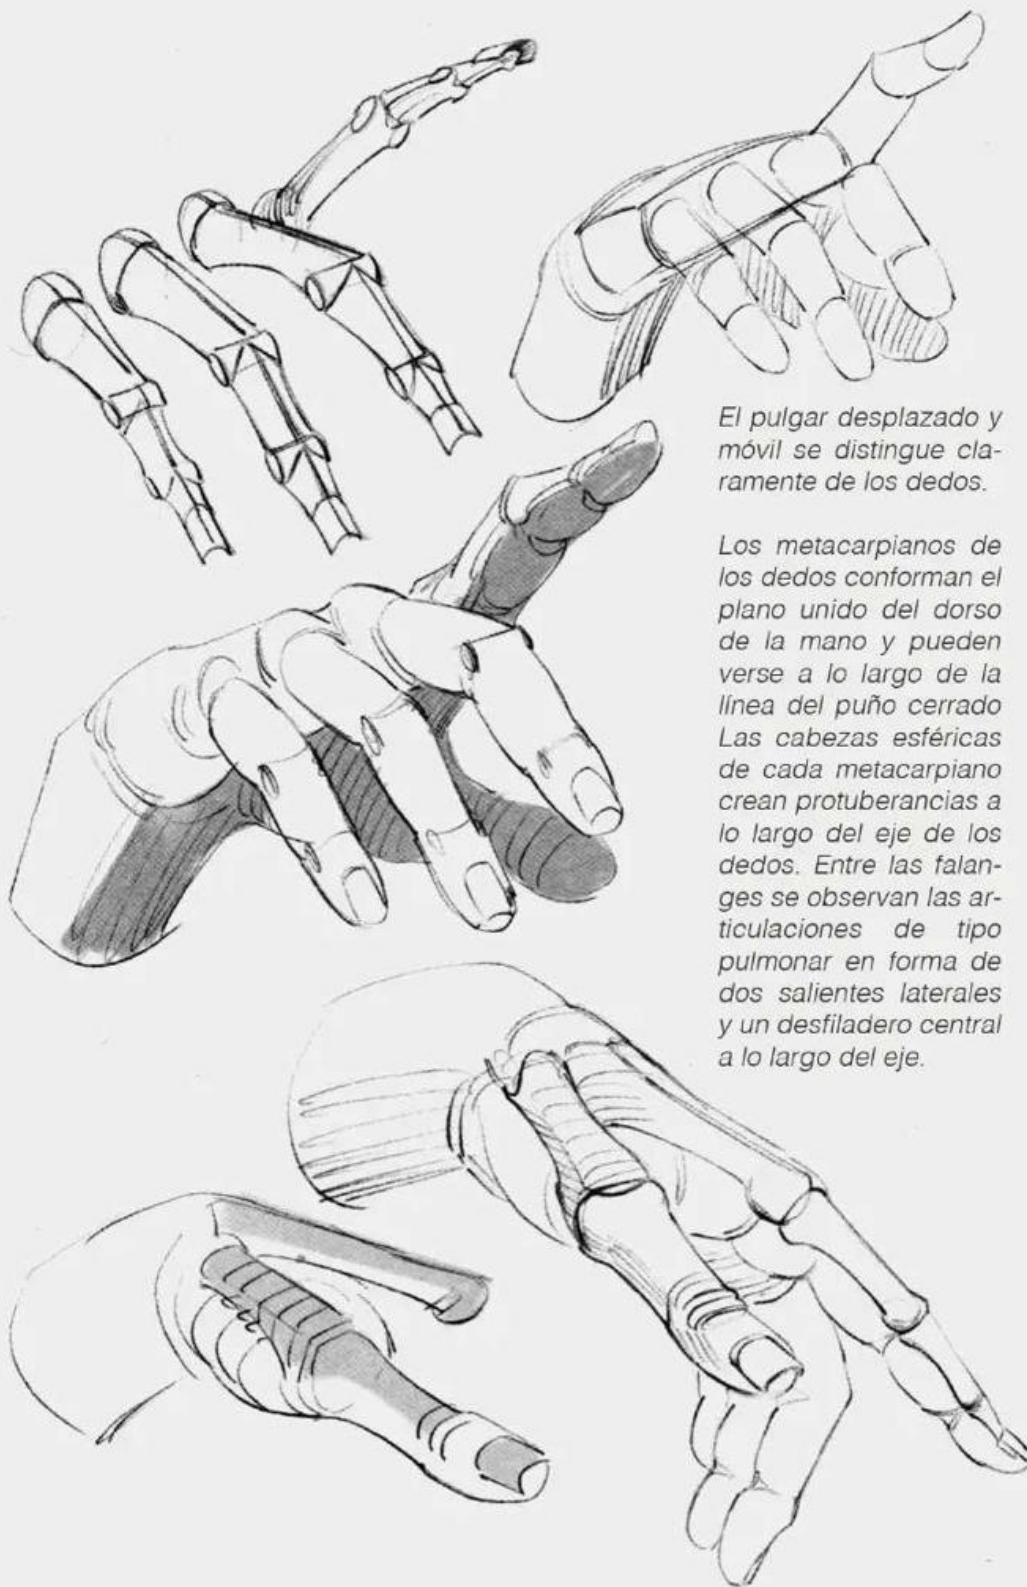 El pulgar desplazado y
móvil se distingue cla-
ramente de los dedos.
Los metacarpianos de
los dedos conforman el
plano unido del dorso
de la mano y pueden
verse a lo largo de la
línea del puño cerrado
Las cabezas esféricas
de cada metacarpiano
crean protuberancias a
lo largo del eje de los
dedos. Entre las falan-
ges se observan las ar-
ticulaciones de tipo
pulmonar en forma de
dos salientes laterales
y un desfiladero central
a lo largo del eje.